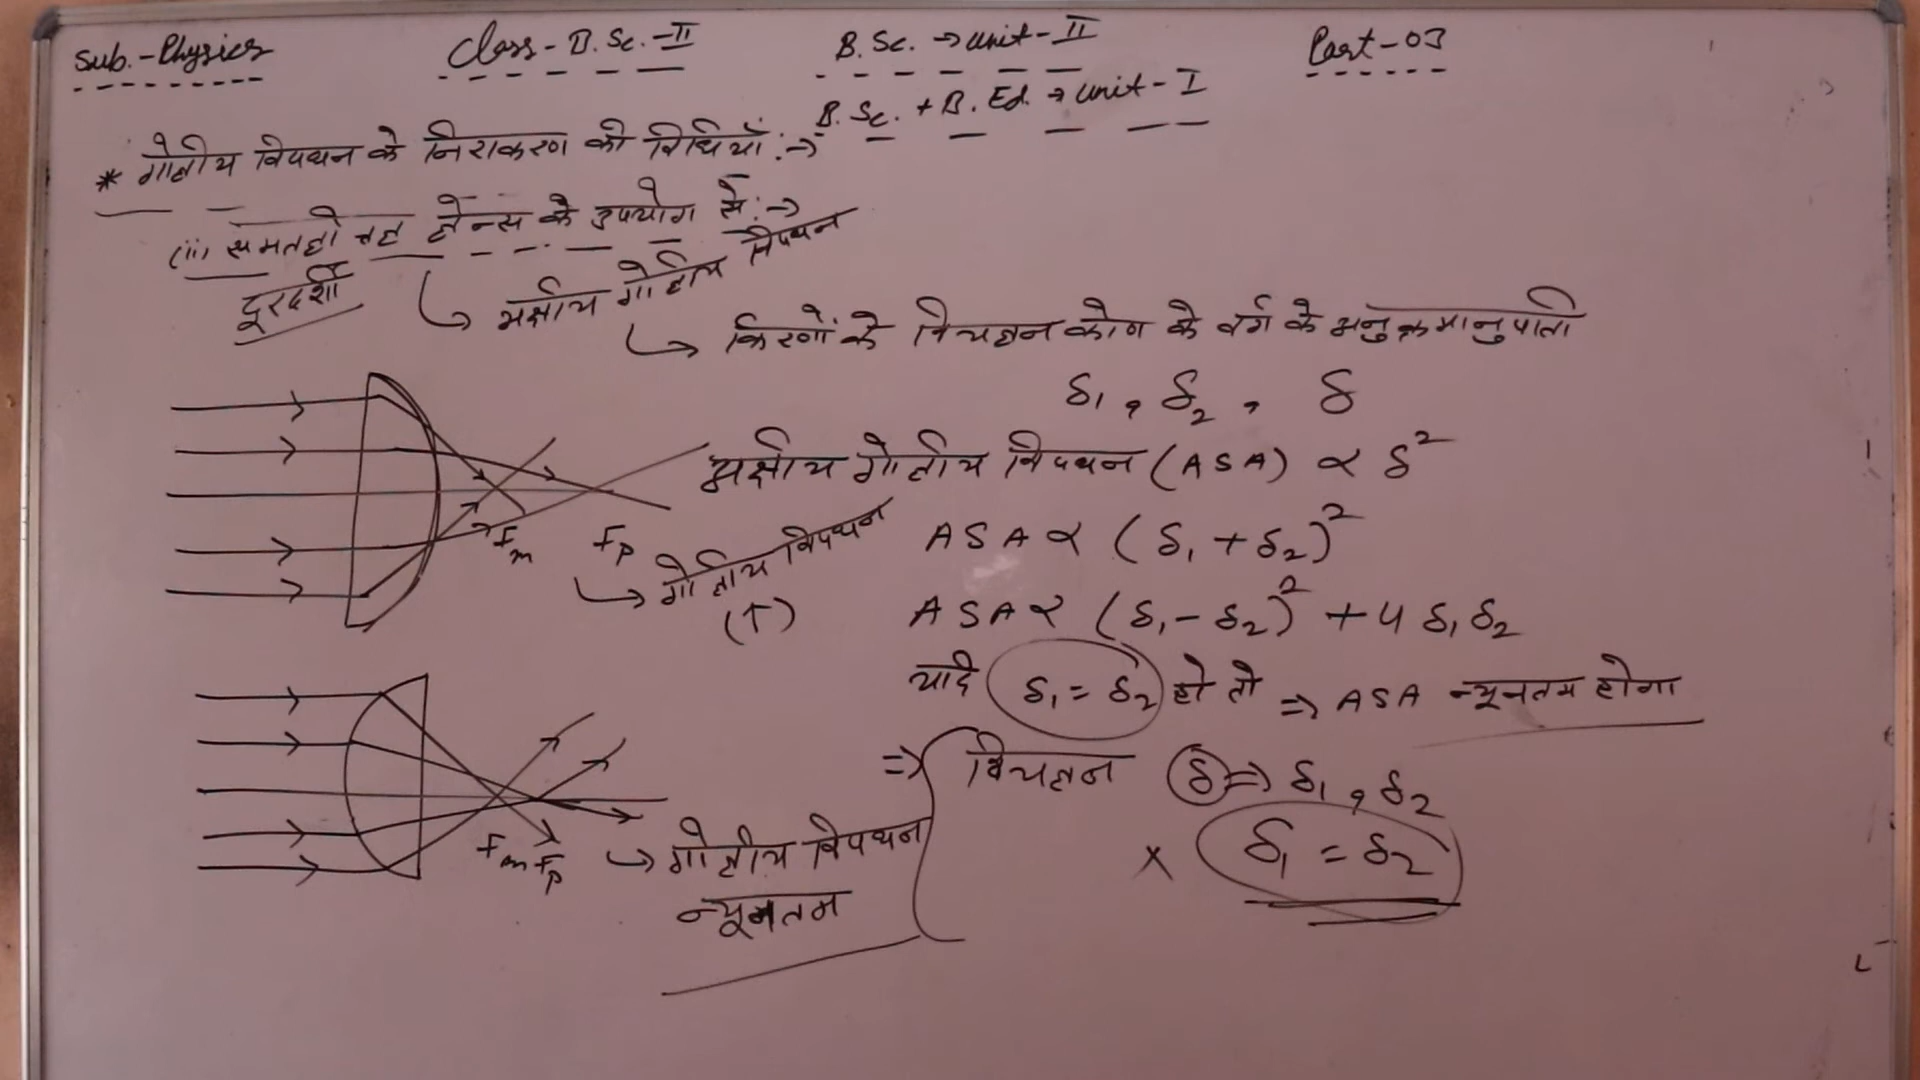 Sub.-Physics Class-B.Sc.-II B.Sc. → Unit-II Part-03
B.Sc. + B.Ed. → Unit-I
* गोलीय विपथन के निराकरण की विधियाँ :→
(ii) समतलोत्तल लेन्स के उपयोग से :→
दूरदर्शी
↳ अक्षीय गोलीय विपथन
↳ किरणों के विचलन कोण के वर्ग के अनुक्रमानुपाती
δ₁, δ₂, δ
अक्षीय गोलीय विपथन (ASA) ∝ δ²
Fm Fp
↳ गोलीय विपथन
(↑)
ASA ∝ (δ₁ + δ₂)²
ASA ∝ (δ₁ - δ₂)² + 4 δ₁ δ₂
यदि δ₁ = δ₂ हो तो ⇒ ASA न्यूनतम होगा
Fm Fp
↳ गोलीय विपथन
न्यूनतम
⇒ विचलन δ ⇒ δ₁, δ₂
× δ₁ = δ₂